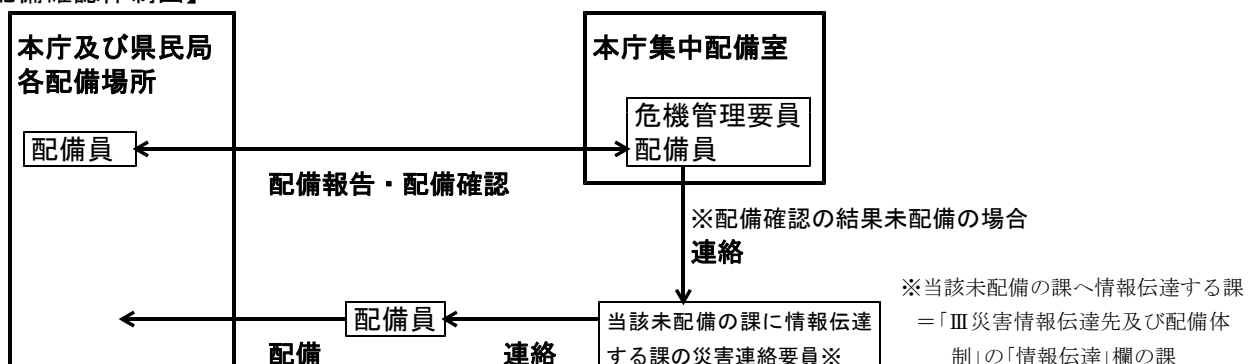 配備確認体制図】
本庁及び県民局
各配備場所
本庁集中配備室
危機管理要員
配備員
配備員
配備報告・配備確認
※配備確認の結果未配備の場合
連絡
※当該未配備の課へ情報伝達する課
=「Ⅲ災害情報伝達先及び配備体
制」の「情報伝達」欄の課
配備員
当該未配備の課に情報伝達
する課の災害連絡要員※
配備
連絡